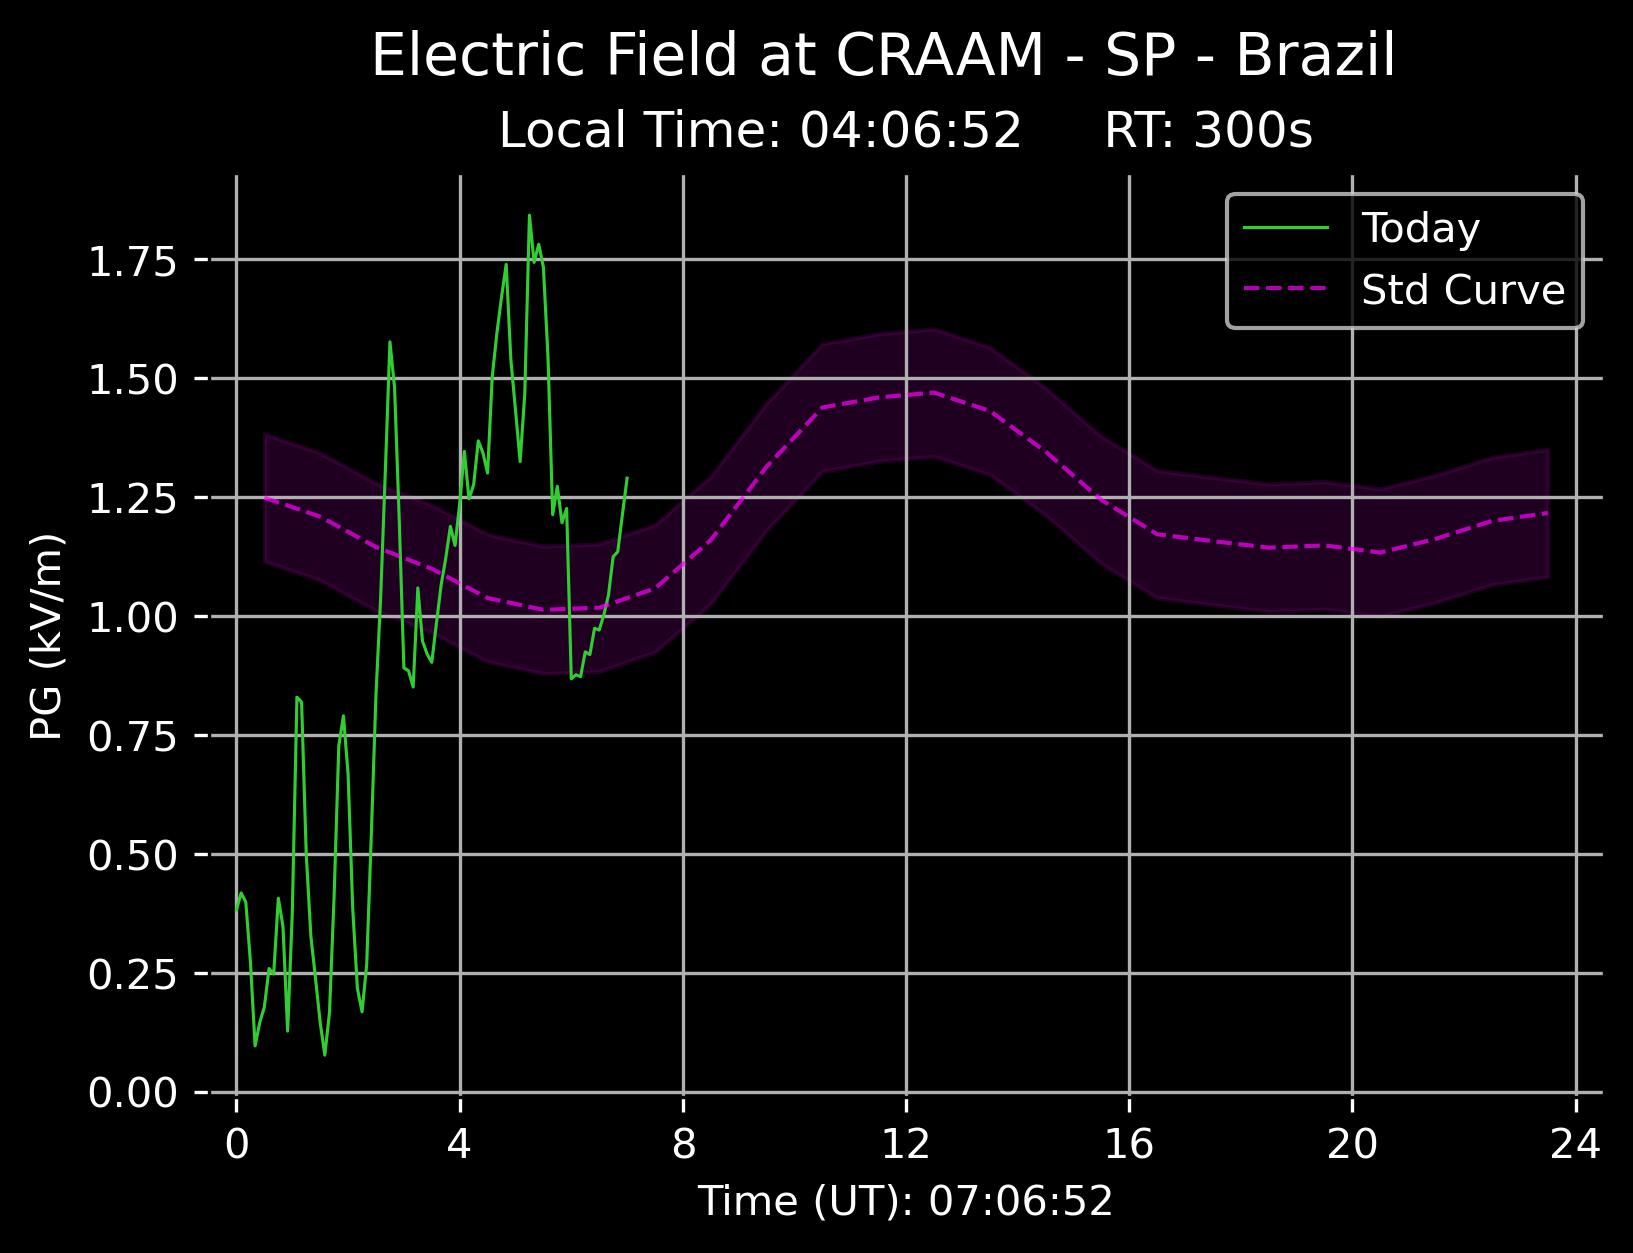 Electric Field at CRAAM - SP - Brazil
Local Time: 04:06:52 RT: 300s
Today
Std Curve
PG (kV/m)
1.75
1.50
1.25
1.00
0.75
0.50
0.25
0.00
0 4 8 12 16 20 24
Time (UT): 07:06:52